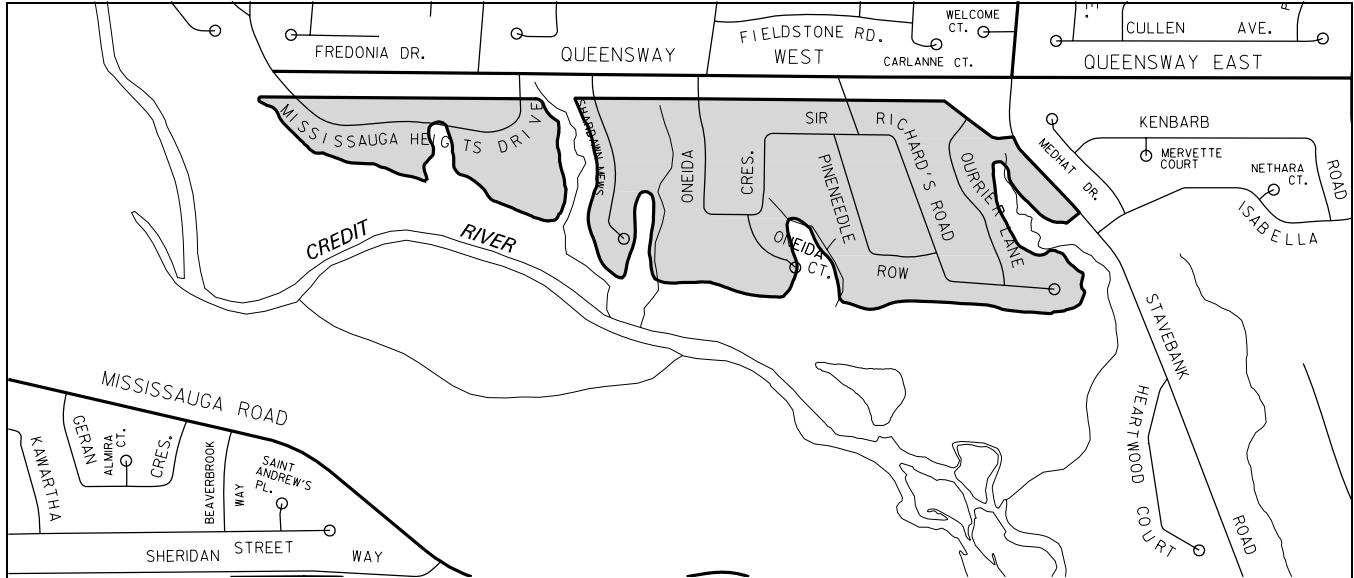 WELCOME
CT.
FREDONIA DR.
QUEENSWAY
FIELDSTONE RD.
WEST
CARLANNE CT.
CULLEN AVE.
QUEENSWAY EAST
MISSISSAUGA HEIGTS DRIVE
SHARDAWN MEWS
ONEIDA
CRES.
SIR RICHARD'S ROAD
PINENEEDLE
ROW
OURRIER LANE
ONEIDA
CT.
MEDHAT DR.
KENBARB
ROAD
MERVETTE
COURT
NETHARA
CT.
ISABELLA
CREDIT RIVER
STAVEBANK
ROAD
HEARTWOOD COURT
MISSISSAUGA ROAD
KAWARTHA
GERAN
CRES.
ALMIRA
CT.
BEAVERBROOK
WAY
SAINT
ANDREW'S
PL.
SHERIDAN STREET WAY